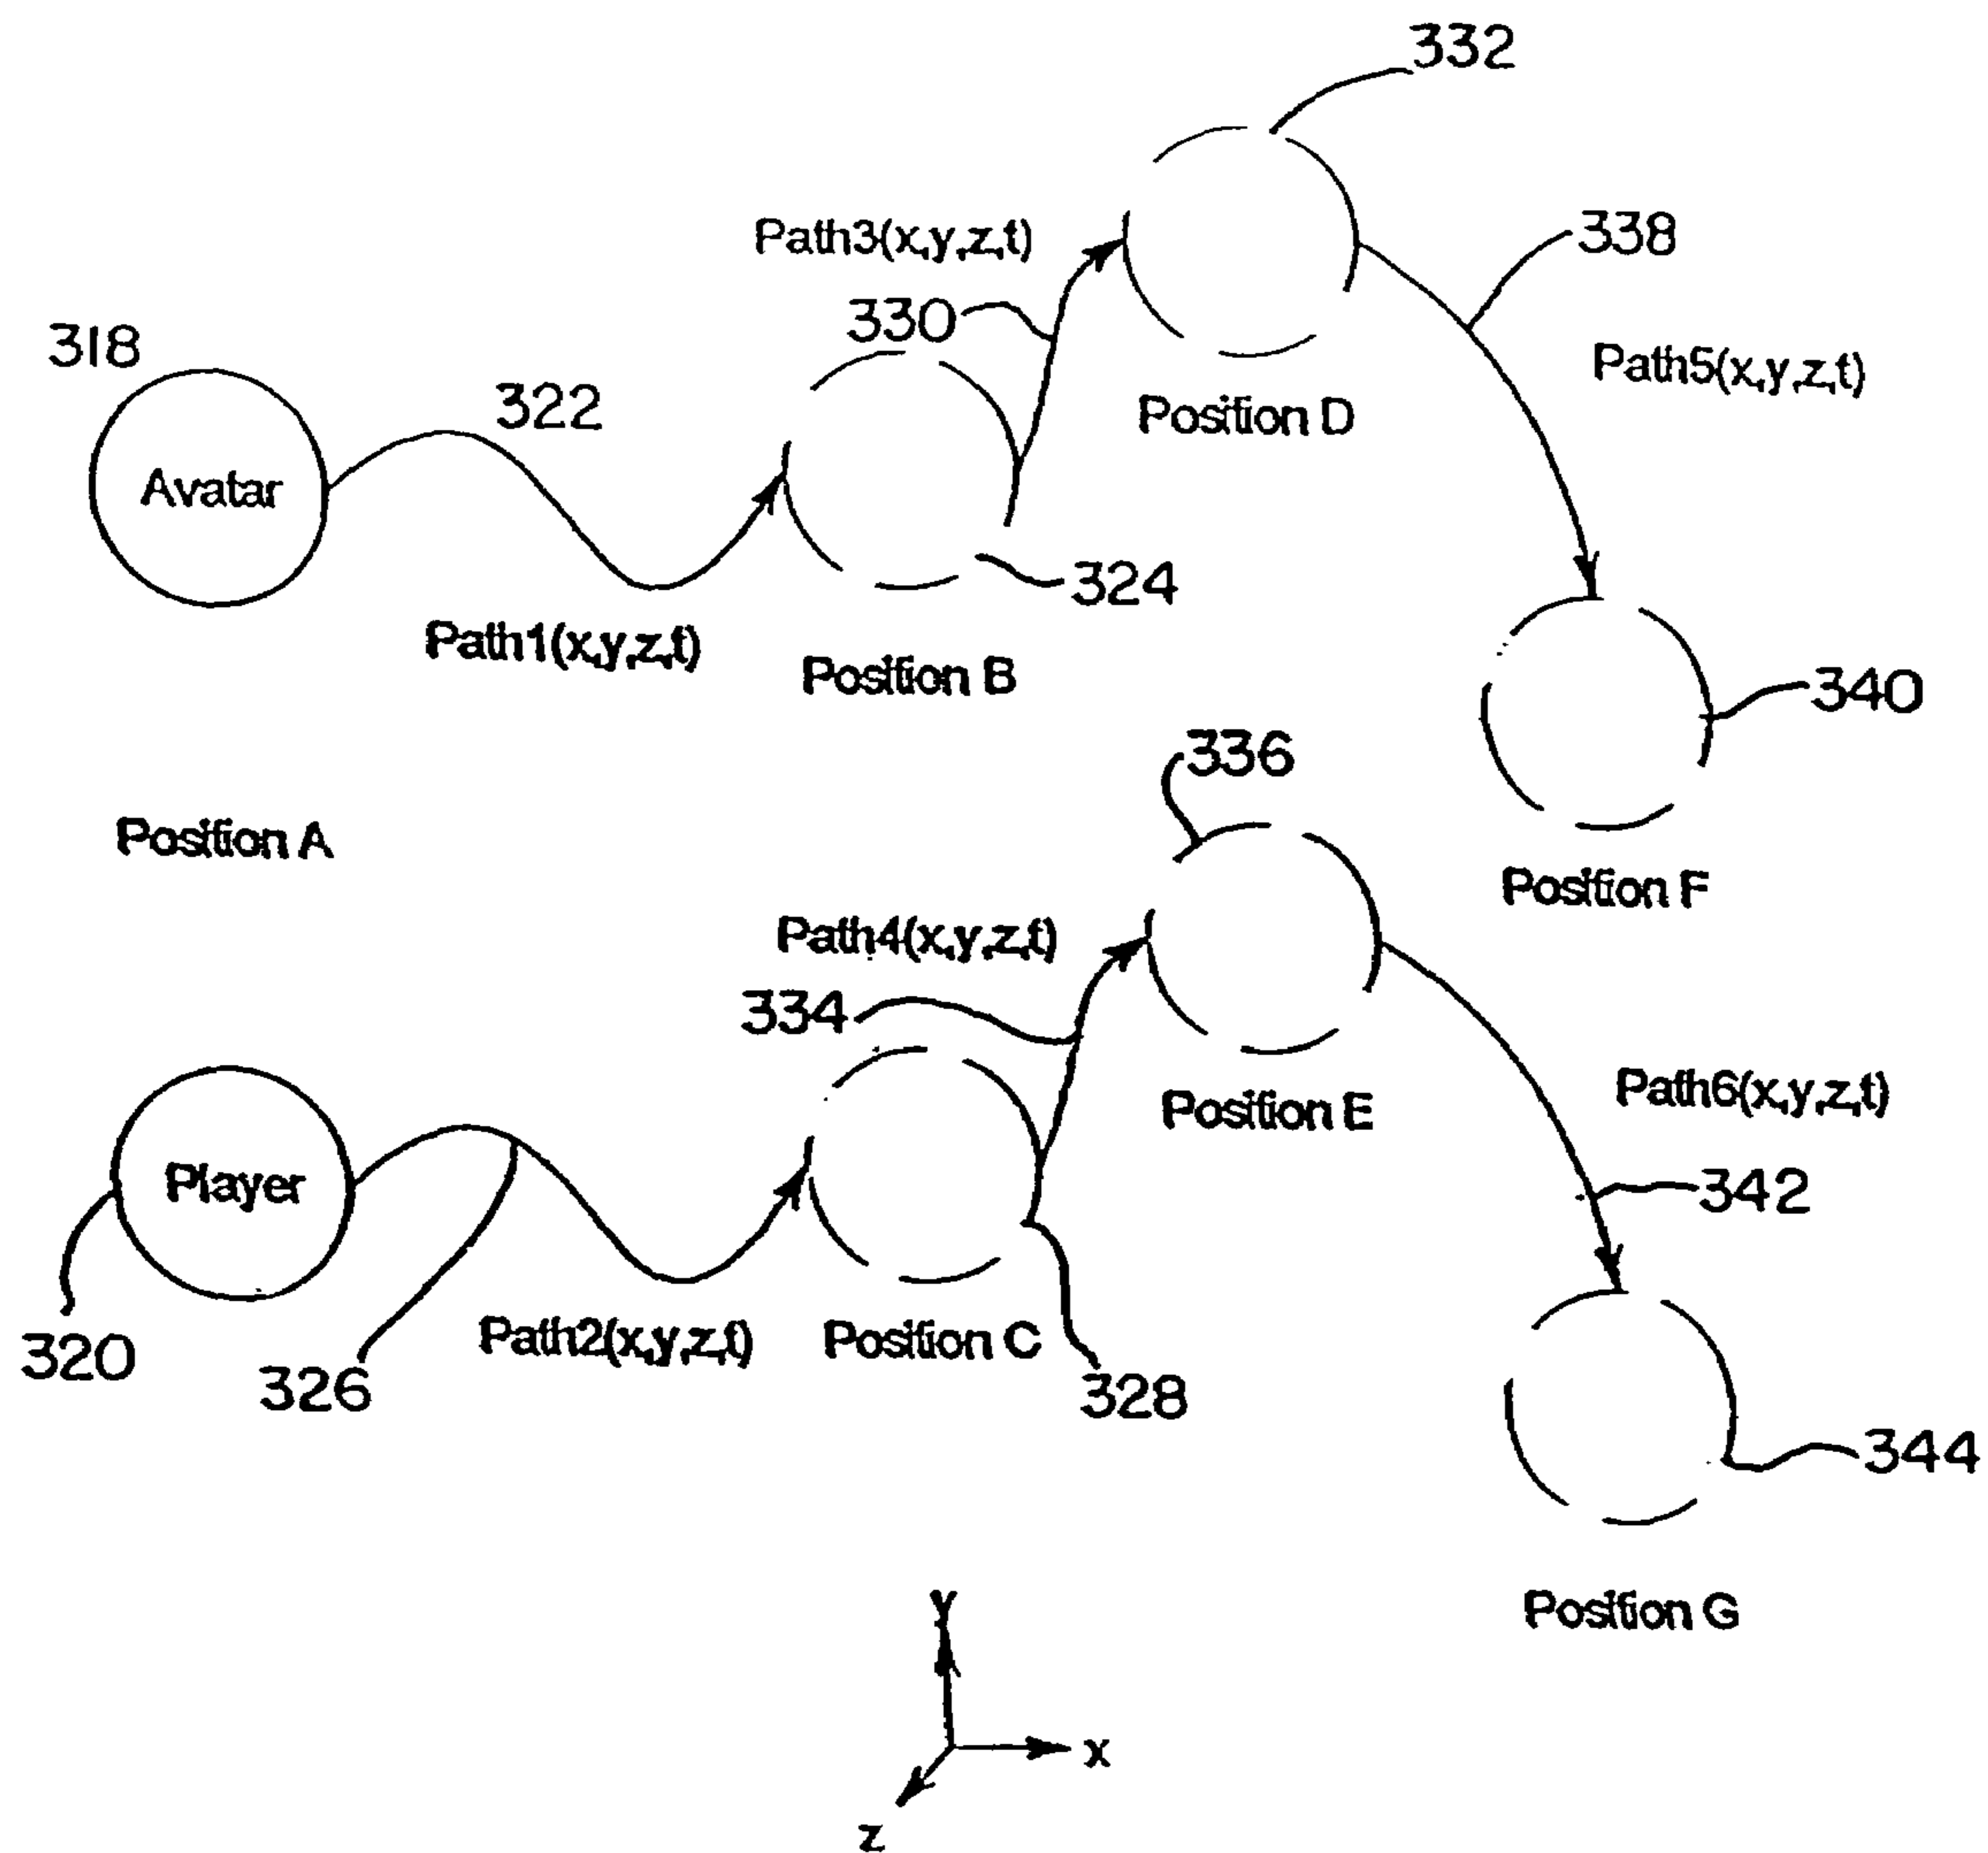 332
Path3(x,y,z,t)
338
330
318
Path5(x,y,z,t)
322
Position D
Avatar
324
Path1(x,y,z,t)
Position B
340
336
Position A
Position F
Path4(x,y,z,t)
334
Path6(x,y,z,t)
Position E
Player
342
320
Path2(x,y,z,t)
Position C
326
328
344
Position G
y
x
z